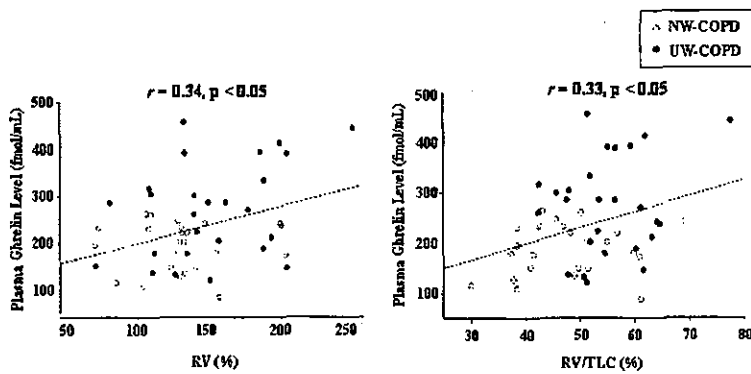 NW-COPD
UW-COPD
r = 0.34, p < 0.05
Plasma Ghrelin Level (fmol/mL)
500
400
300
200
100
50
100
150
200
250
RV (%)
r = 0.33, p < 0.05
Plasma Ghrelin Level (fmol/mL)
500
400
300
200
100
30
40
50
60
70
80
RV/TLC (%)